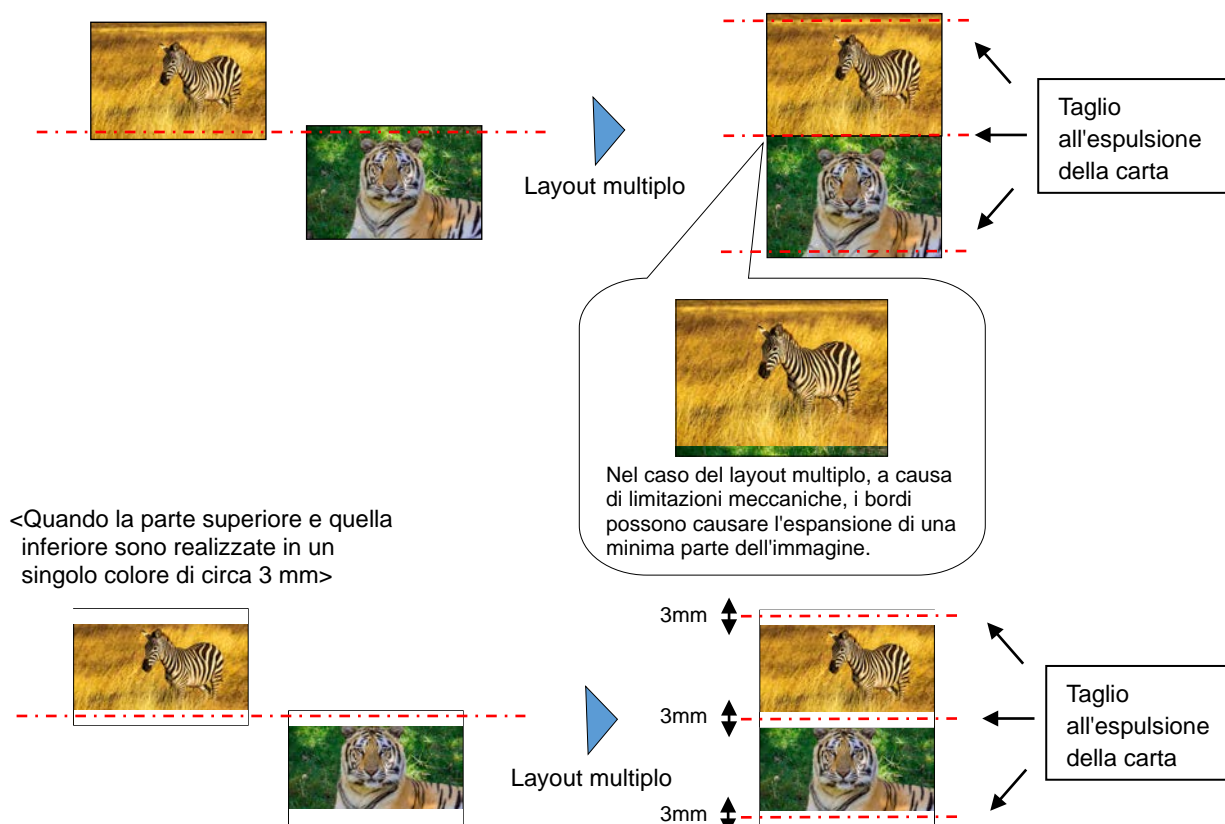 Layout multiplo
Taglio
all'espulsione
della carta
Nel caso del layout multiplo, a causa
di limitazioni meccaniche, i bordi
possono causare l'espansione di una
minima parte dell'immagine.
<Quando la parte superiore e quella
inferiore sono realizzate in un
singolo colore di circa 3 mm>
3mm
3mm
3mm
Layout multiplo
Taglio
all'espulsione
della carta